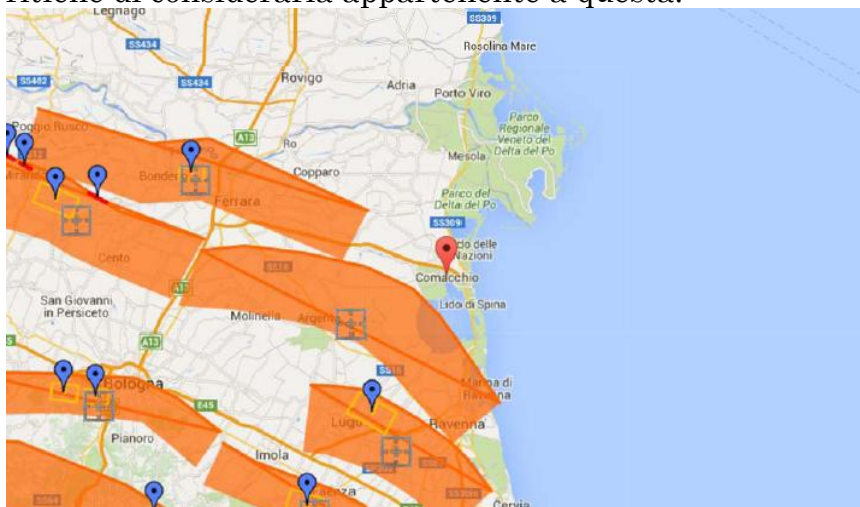 ritiene di considerarla appartenente a questa.
Legnago
SS309
SS434
Rosolina Mare
SS482
SS434
Rovigo
Adria
Porto Viro
Parco
Regionale
Veneto del
Delta del Po
Poggio Rusco
A13
Ro
SS12
Mesola
Copparo
Bondeno
Parco del
Delta del Po
Ferrara
SS309
Lido delle
Nazioni
Cento
SS16
Comacchio
A13
San Giovanni
in Persiceto
Lido di Spina
Molinella
Argenta
A13
SS16
Bologna
Marina di
Ravenna
E45
Lugo
Ravenna
Pianoro
Imola
Faenza
Cervia